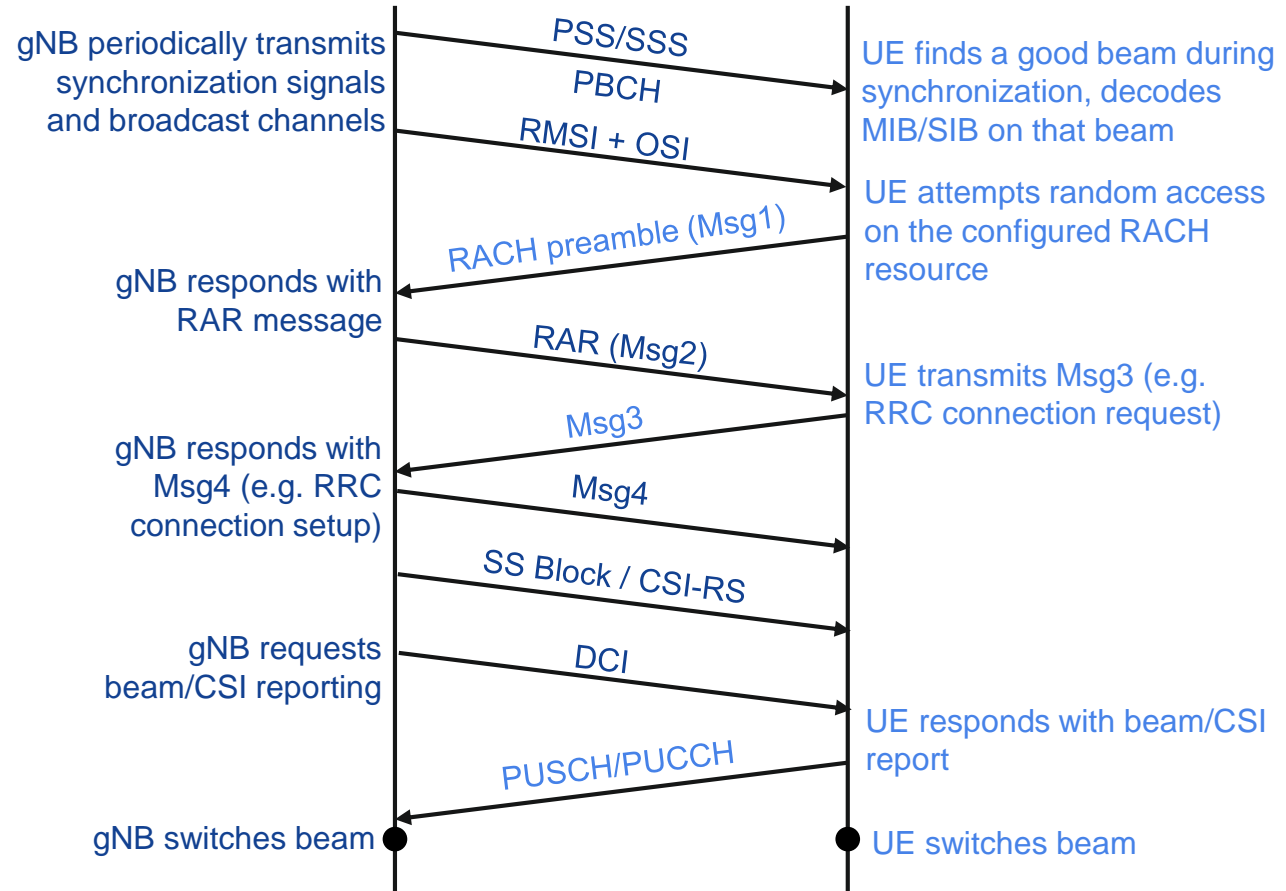 gNB periodically transmits
synchronization signals
and broadcast channels
PSS/SSS
PBCH
UE finds a good beam during
synchronization, decodes
MIB/SIB on that beam
RMSI + OSI
UE attempts random access
on the configured RACH
resource
RACH preamble (Msg1)
gNB responds with
RAR message
RAR (Msg2)
UE transmits Msg3 (e.g.
RRC connection request)
Msg3
gNB responds with
Msg4 (e.g. RRC
connection setup)
Msg4
SS Block / CSI-RS
gNB requests
beam/CSI reporting
DCI
UE responds with beam/CSI
report
PUSCH/PUCCH
gNB switches beam
UE switches beam